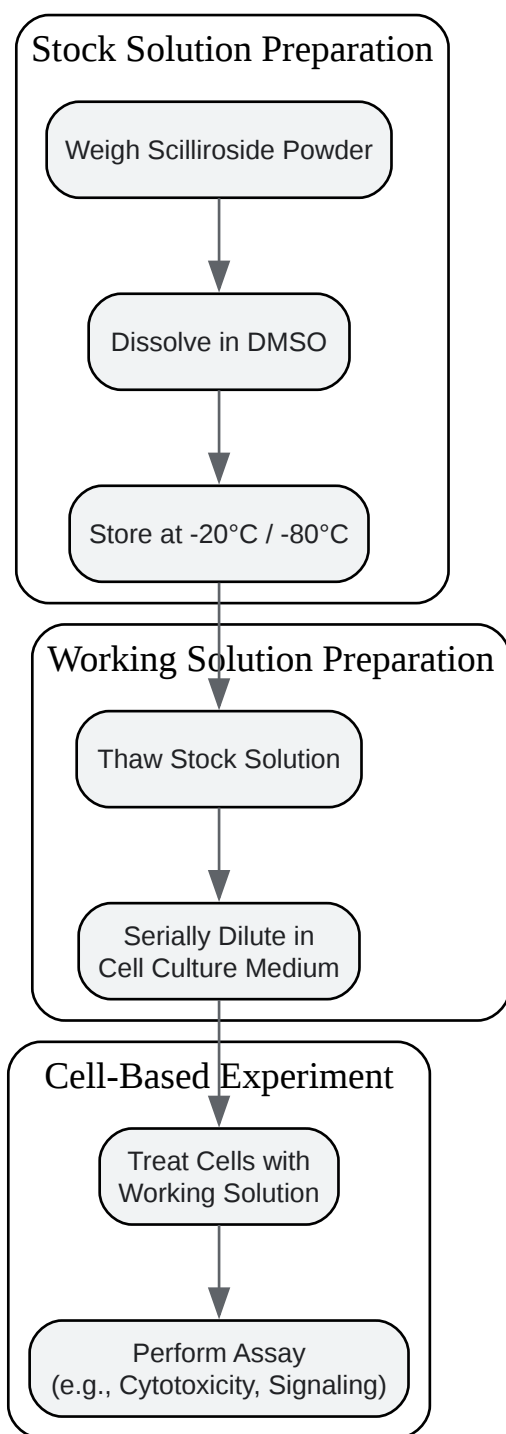 Stock Solution Preparation
Weigh Scilliroside Powder
Dissolve in DMSO
Store at -20°C / -80°C
Working Solution Preparation
Thaw Stock Solution
Serially Dilute in
Cell Culture Medium
Cell-Based Experiment
Treat Cells with
Working Solution
Perform Assay
(e.g., Cytotoxicity, Signaling)